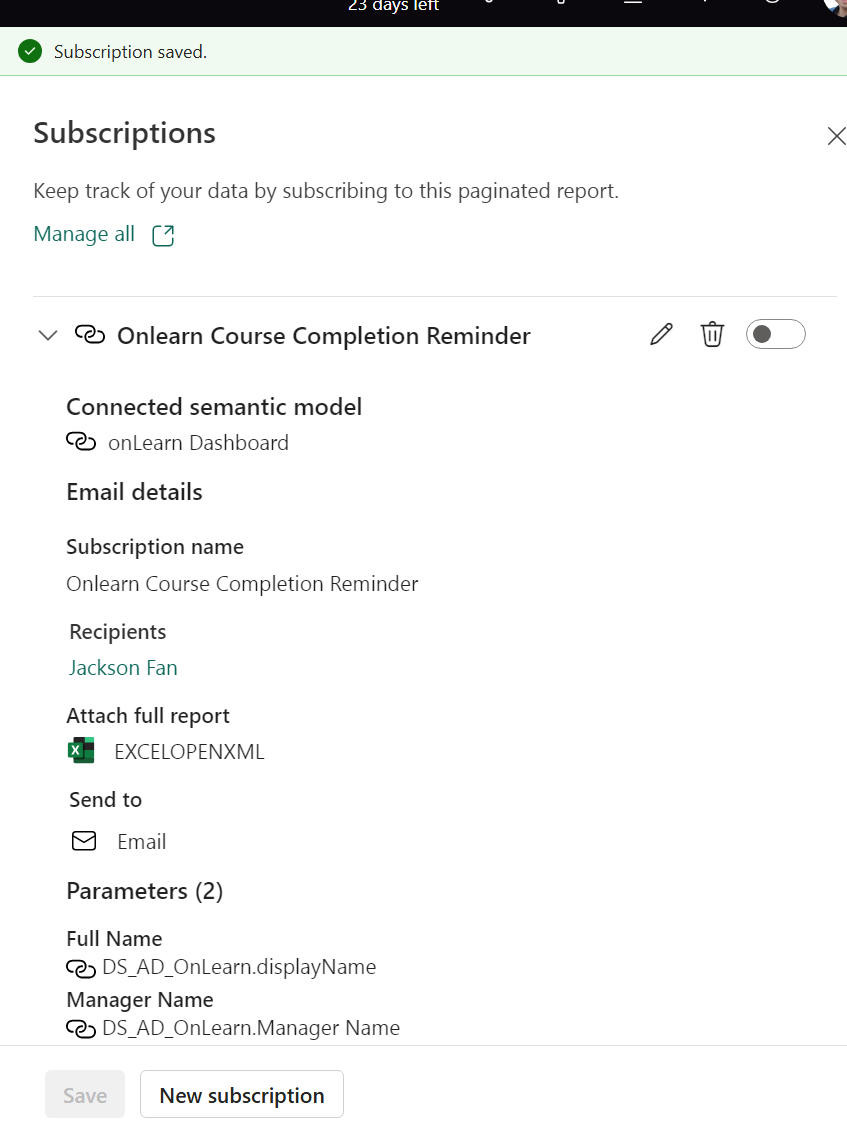 23 days left
Subscription saved.
Subscriptions
Keep track of your data by subscribing to this paginated report.
Manage all
Onlearn Course Completion Reminder
Connected semantic model
onLearn Dashboard
Email details
Subscription name
Onlearn Course Completion Reminder
Recipients
Jackson Fan
Attach full report
EXCELOPENXML
Send to
Email
Parameters (2)
Full Name
DS_AD_OnLearn.displayName
Manager Name
DS_AD_OnLearn.Manager Name
Save
New subscription